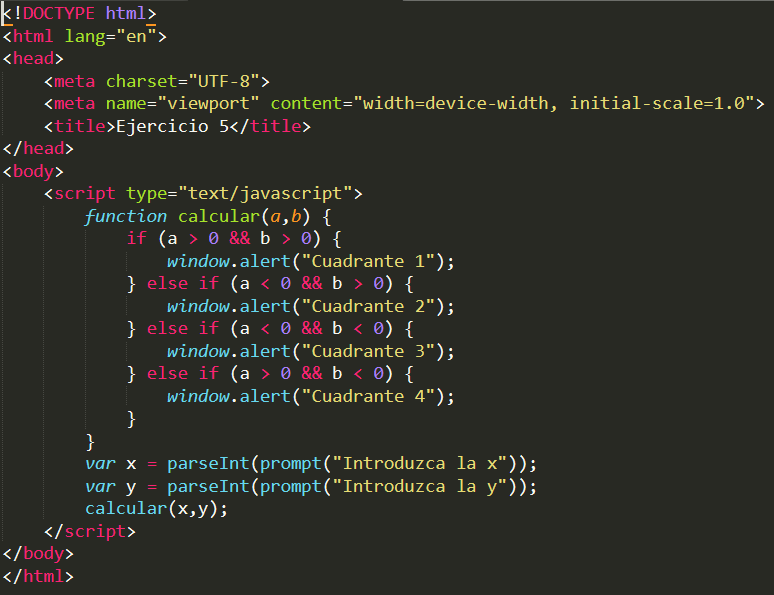 <!DOCTYPE html>
<html lang="en">
<head>
    <meta charset="UTF-8">
    <meta name="viewport" content="width=device-width, initial-scale=1.0">
    <title>Ejercicio 5</title>
</head>
<body>
    <script type="text/javascript">
        function calcular(a,b) {
            if (a > 0 && b > 0) {
                window.alert("Cuadrante 1");
            } else if (a < 0 && b > 0) {
                window.alert("Cuadrante 2");
            } else if (a < 0 && b < 0) {
                window.alert("Cuadrante 3");
            } else if (a > 0 && b < 0) {
                window.alert("Cuadrante 4");
            }
        }
        var x = parseInt(prompt("Introduzca la x"));
        var y = parseInt(prompt("Introduzca la y"));
        calcular(x,y);
    </script>
</body>
</html>